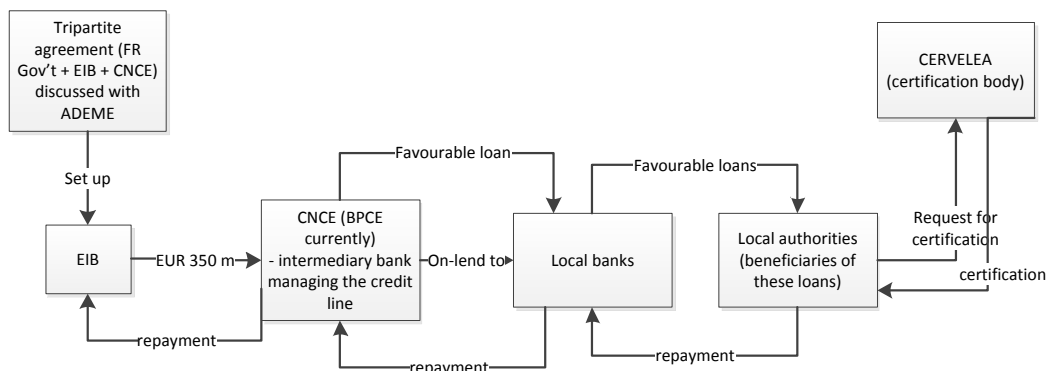 Tripartite
agreement (FR
Gov't + EIB + CNCE)
discussed with
ADEME
CERVELEA
(certification body)
Favourable loan
Favourable loans
Set up
EIB
EUR 350 m
CNCE (BPCE
currently)
- intermediary bank
managing the credit
line
On-lend to
Local banks
Local authorities
(beneficiaries of
these loans)
Request for
certification
certification
repayment
repayment
repayment